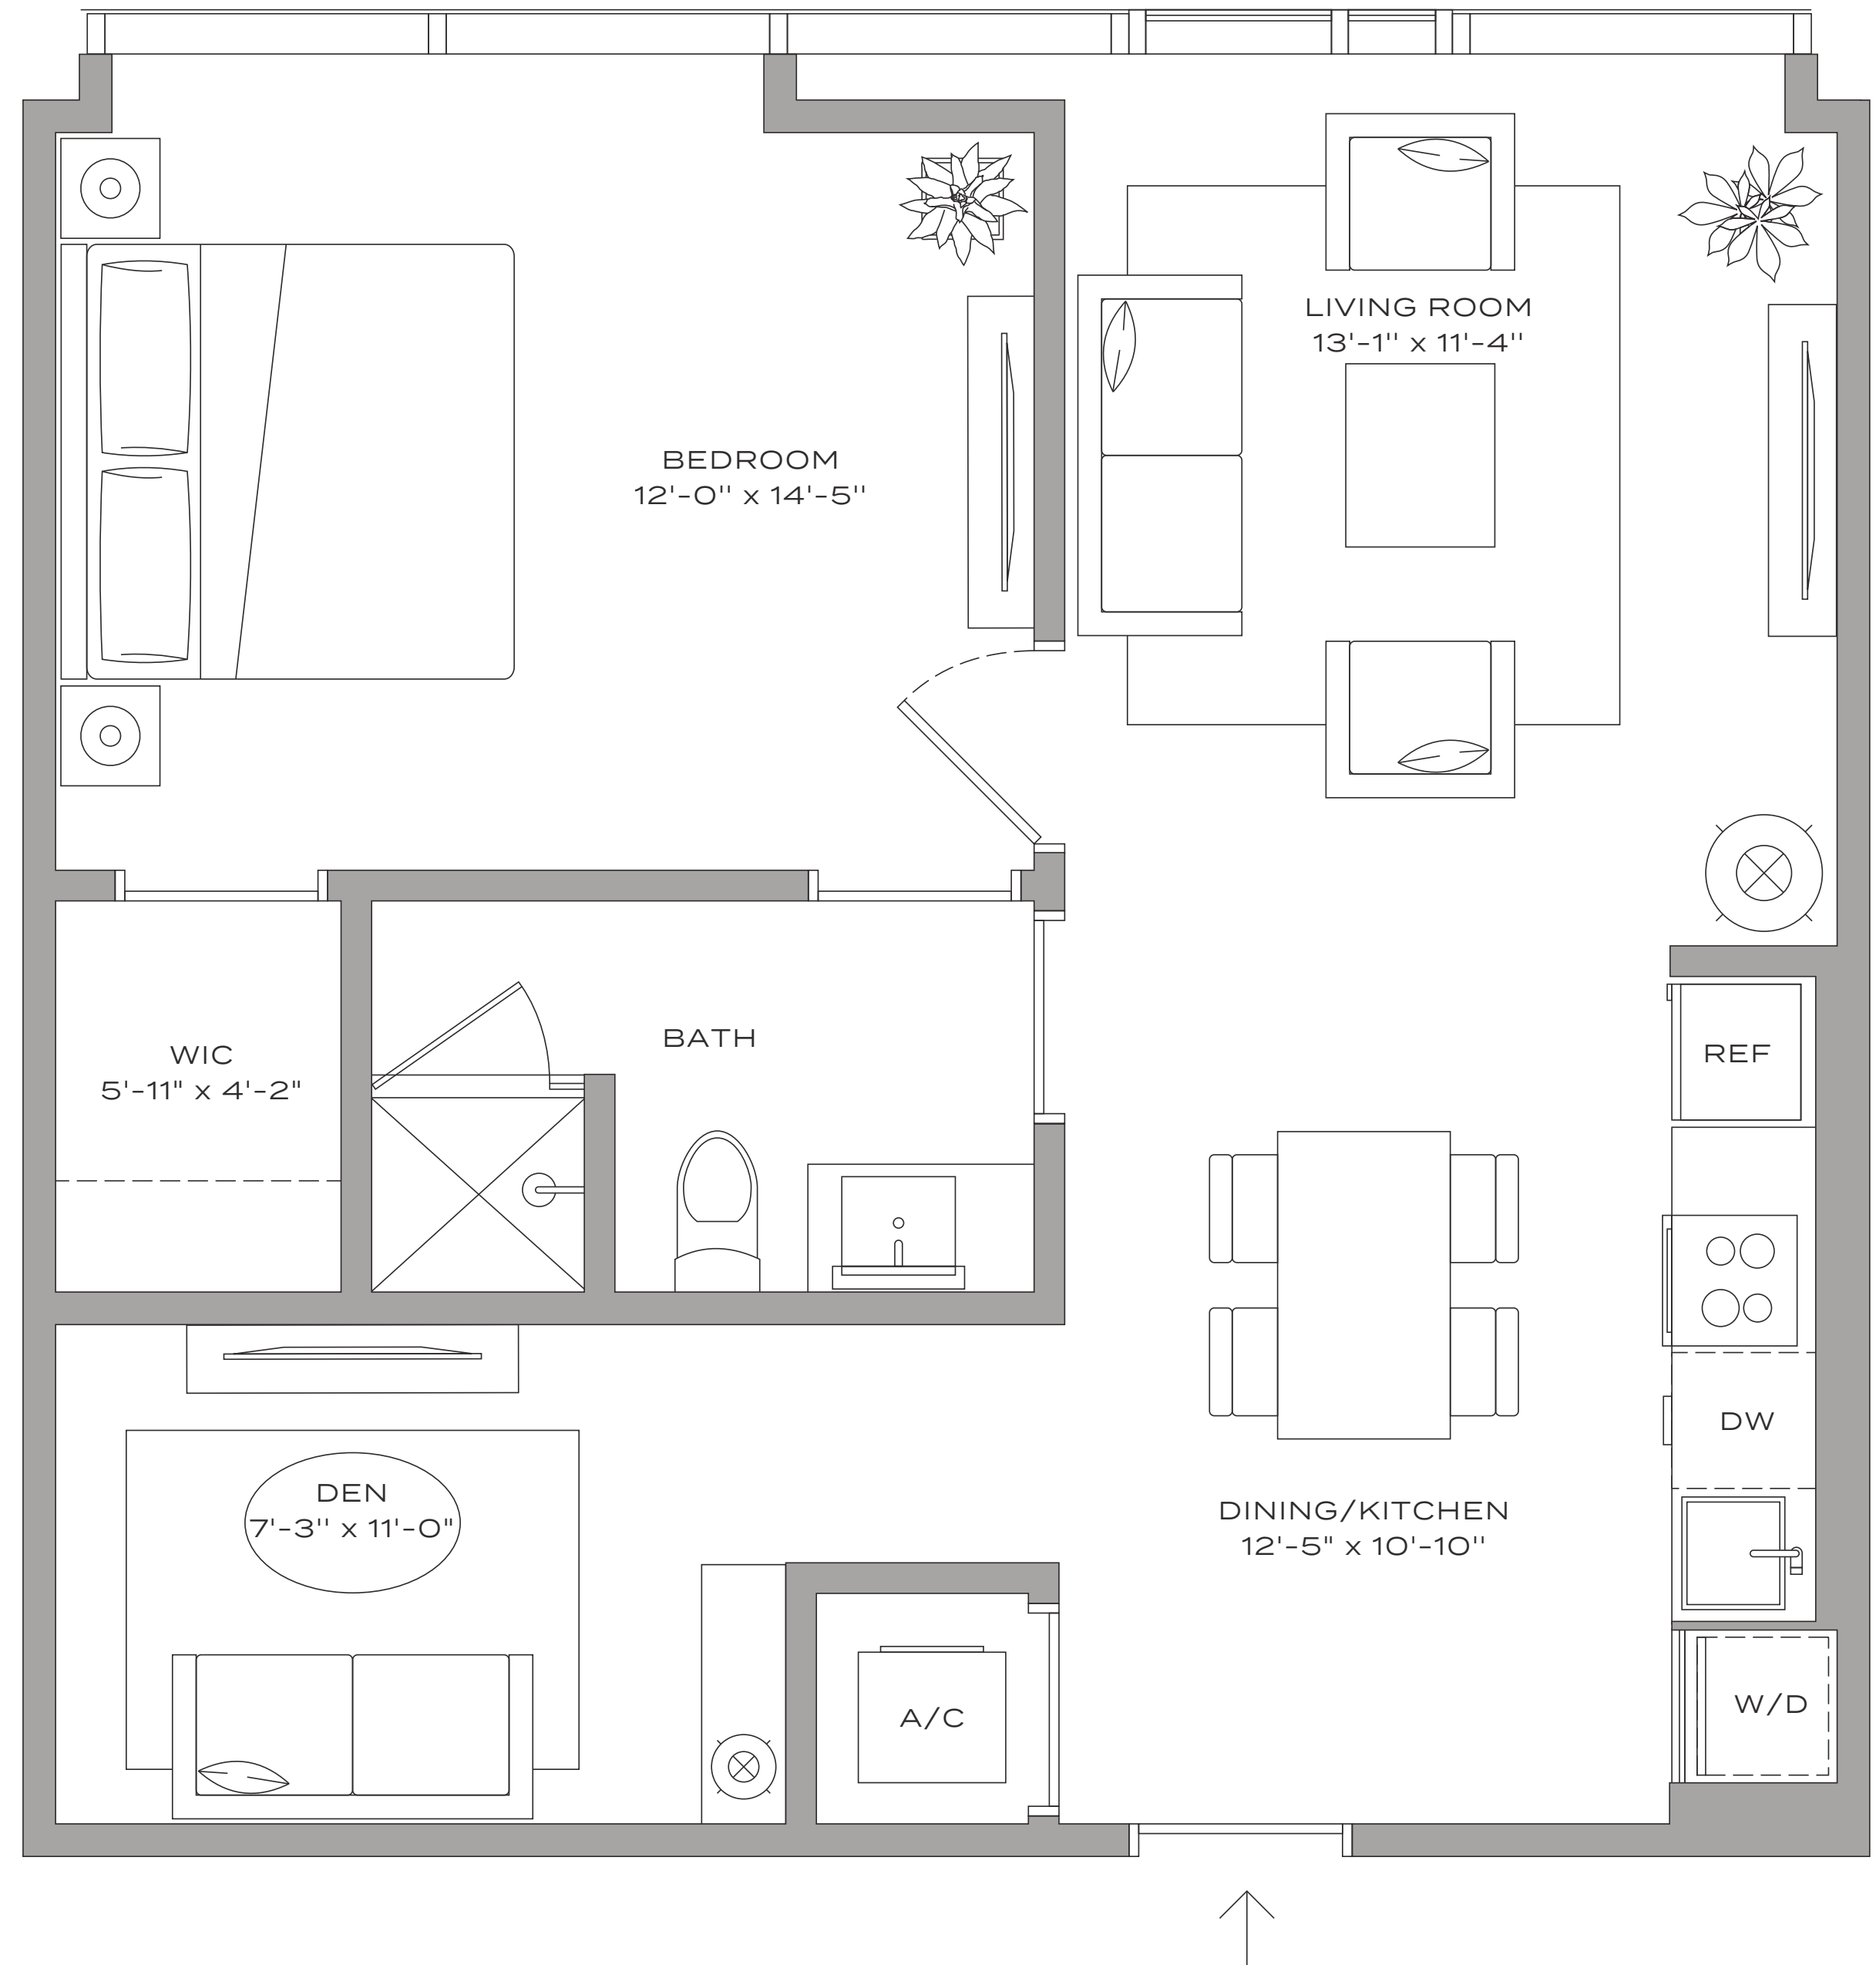 LIVING ROOM
13'-1'' x 11'-4''
BEDROOM
12'-0'' x 14'-5''
BATH
WIC
5'-11" x 4'-2"
REF
DW
DEN
7'-3'' x 11'-0"
DINING/KITCHEN
12'-5" x 10'-10''
A/C
W/D